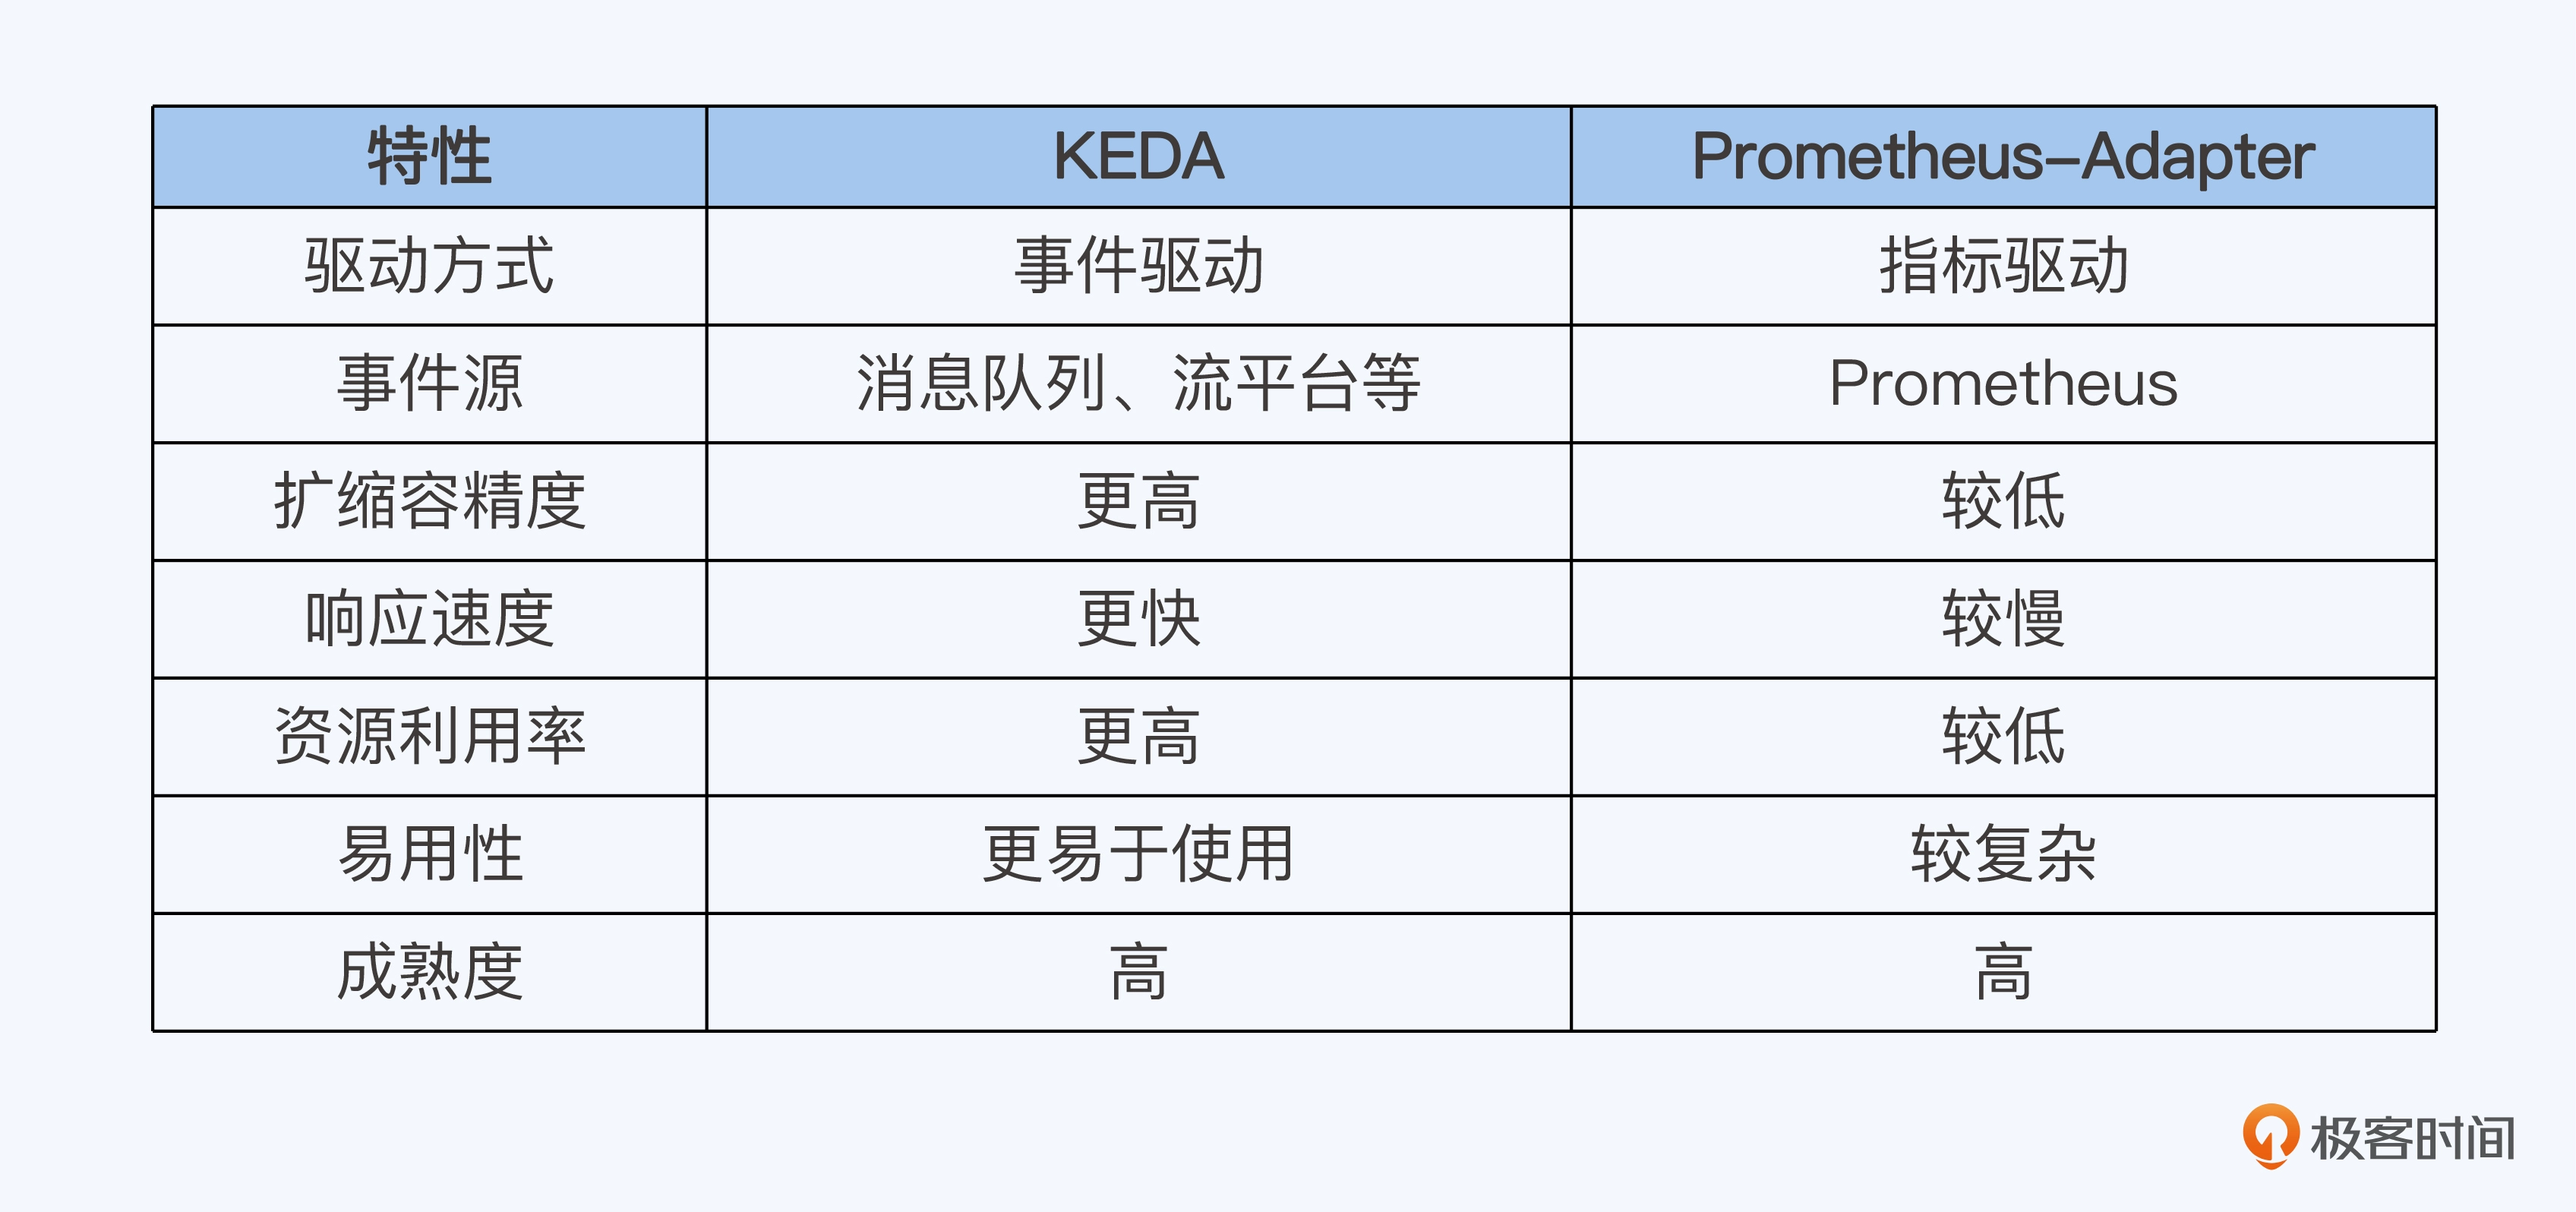 特性 KEDA Prometheus-Adapter
驱动方式 事件驱动 指标驱动
事件源 消息队列、流平台等 Prometheus
扩缩容精度 更高 较低
响应速度 更快 较慢
资源利用率 更高 较低
易用性 更易于使用 较复杂
成熟度 高 高
极客时间